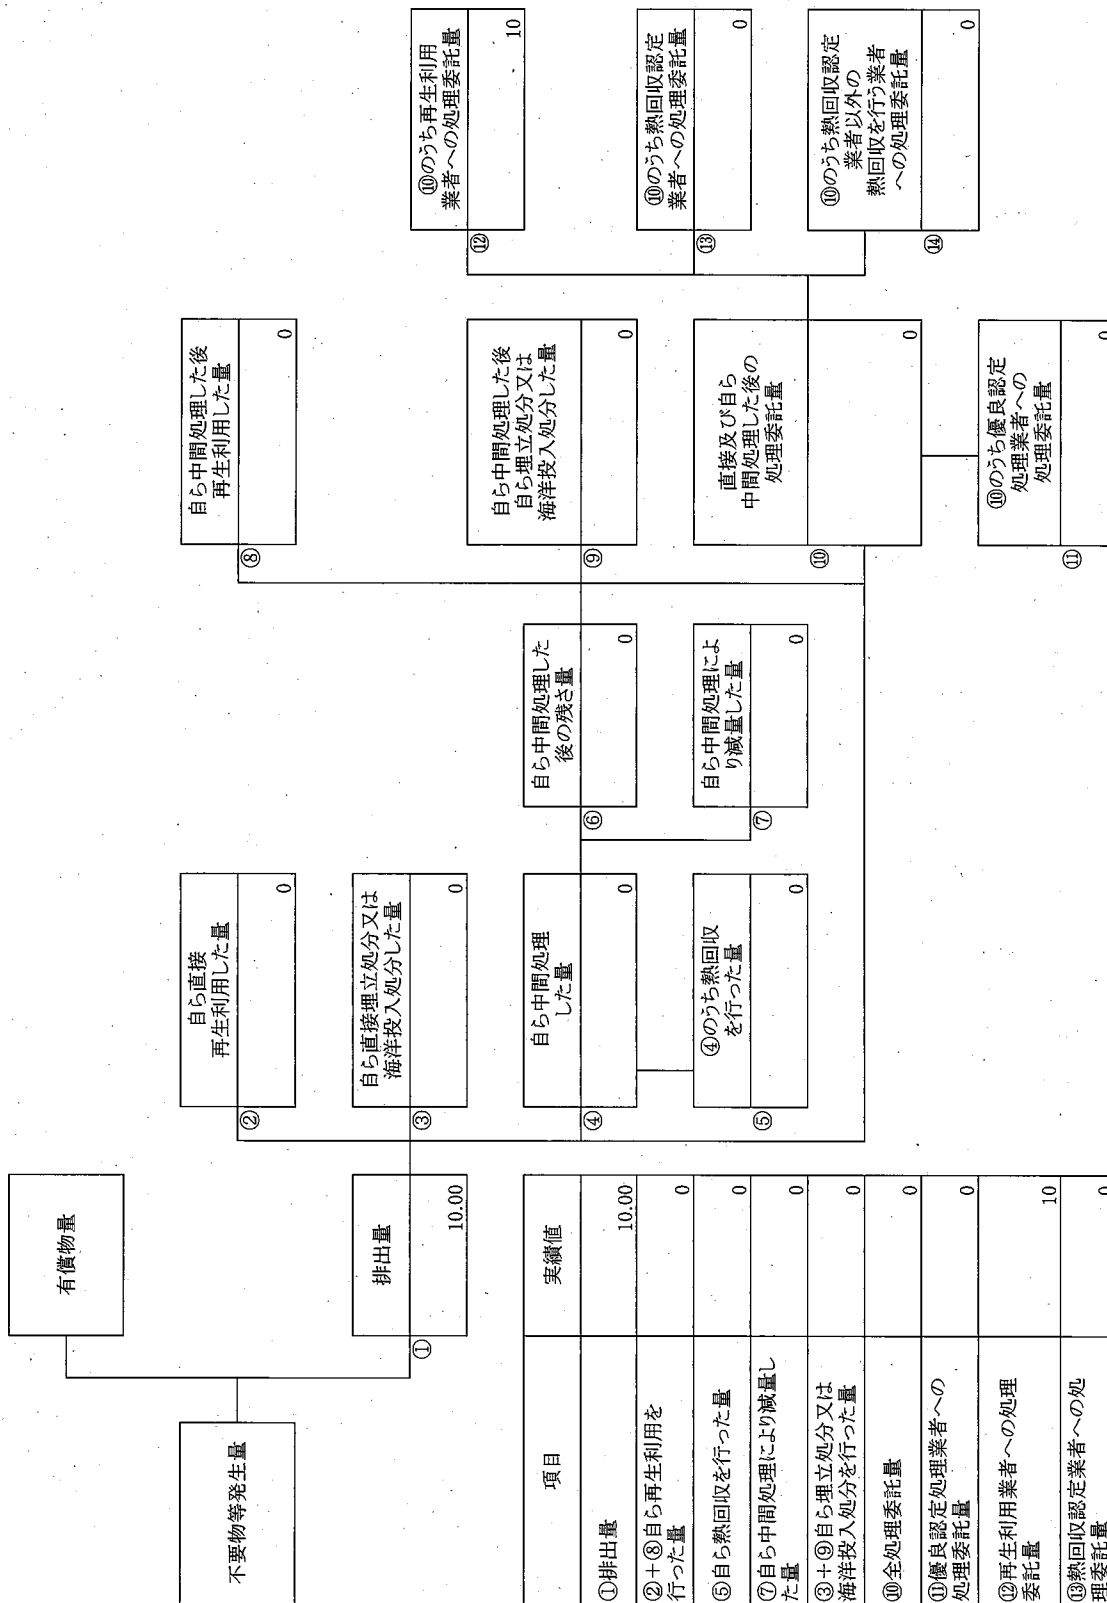 不要物等発生量
有償物量
①
排出量
10.00
②
自ら直接
再生利用した量
0
③
自ら直接埋立処分又は
海洋投入処分した量
0
④
自ら中間処理
した量
0
⑤
④のうち熱回収
を行った量
0
⑥
自ら中間処理した
後の残さ量
0
⑦
自ら中間処理によ
り減量した量
0
⑧
自ら中間処理した後
再生利用した量
0
⑨
自ら中間処理した後
自ら埋立処分又は
海洋投入処分した量
0
⑩
直接及び自ら
中間処理した後の
処理委託量
0
⑪
⑩のうち優良認定
処理業者への
処理委託量
0
⑫
⑩のうち再生利用
業者への処理委託量
10
⑬
⑩のうち熱回収認定
業者への処理委託量
0
⑭
⑩のうち熱回収認定
業者以外の
熱回収を行う業者
への処理委託量
0
項目 実績値
①排出量 10.00
②+⑧自ら再生利用を
行った量 0
⑤自ら熱回収を行った量 0
⑦自ら中間処理により減量し
た量 0
③+⑨自ら埋立処分又は
海洋投入処分を行った量 0
⑩全処理委託量 0
⑪優良認定処理業者への
処理委託量 0
⑫再生利用業者への処理
委託量 10
⑬熱回収認定業者への処
理委託量 0